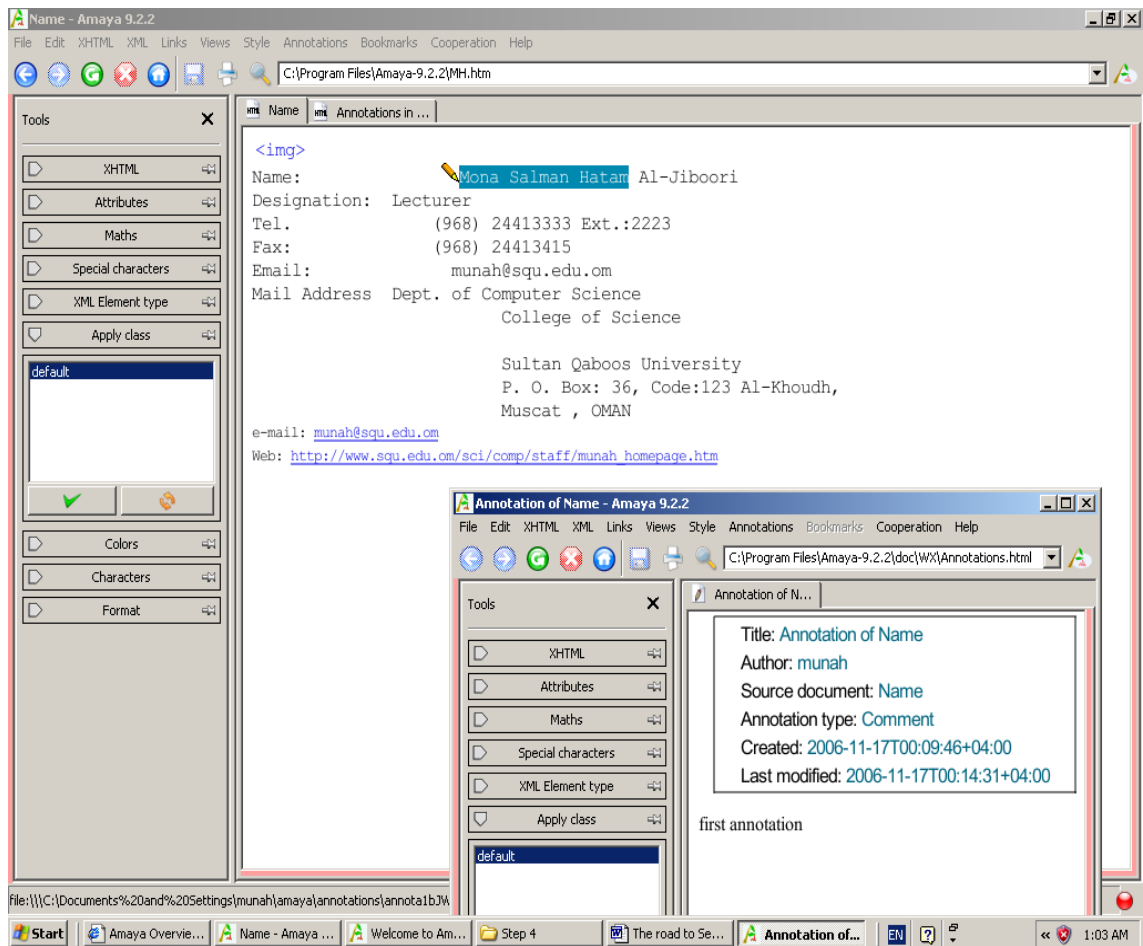 Name - Amaya 9.2.2
File Edit XHTML XML Links Views Style Annotations Bookmarks Cooperation Help
C:\Program Files\Amaya-9.2.2\MH.htm
Tools
XHTML
Attributes
Maths
Special characters
XML Element type
Apply class
default
Colors
Characters
Format
Name
Annotations in ...
<img>
Name: Mona Salman Hatam Al-Jiboori
Designation: Lecturer
Tel. (968) 24413333 Ext.:2223
Fax: (968) 24413415
Email: munah@squ.edu.om
Mail Address Dept. of Computer Science
College of Science
Sultan Qaboos University
P. O. Box: 36, Code:123 Al-Khoudh,
Muscat , OMAN
e-mail: munah@squ.edu.om
Web: http://www.squ.edu.om/sci/comp/staff/munah_homepage.htm
Annotation of Name - Amaya 9.2.2
File Edit XHTML XML Links Views Style Annotations Bookmarks Cooperation Help
C:\Program Files\Amaya-9.2.2\doc\WX\Annotations.html
Tools
XHTML
Attributes
Maths
Special characters
XML Element type
Apply class
default
Annotation of N...
Title: Annotation of Name
Author: munah
Source document: Name
Annotation type: Comment
Created: 2006-11-17T00:09:46+04:00
Last modified: 2006-11-17T00:14:31+04:00
first annotation
file:\\\C:\Documents%20and%20Settings\munah\amaya\annotations\annota1bJW
Start
Amaya Overvie...
Name - Amaya ...
Welcome to Am...
Step 4
The road to Se...
Annotation of...
EN
1:03 AM